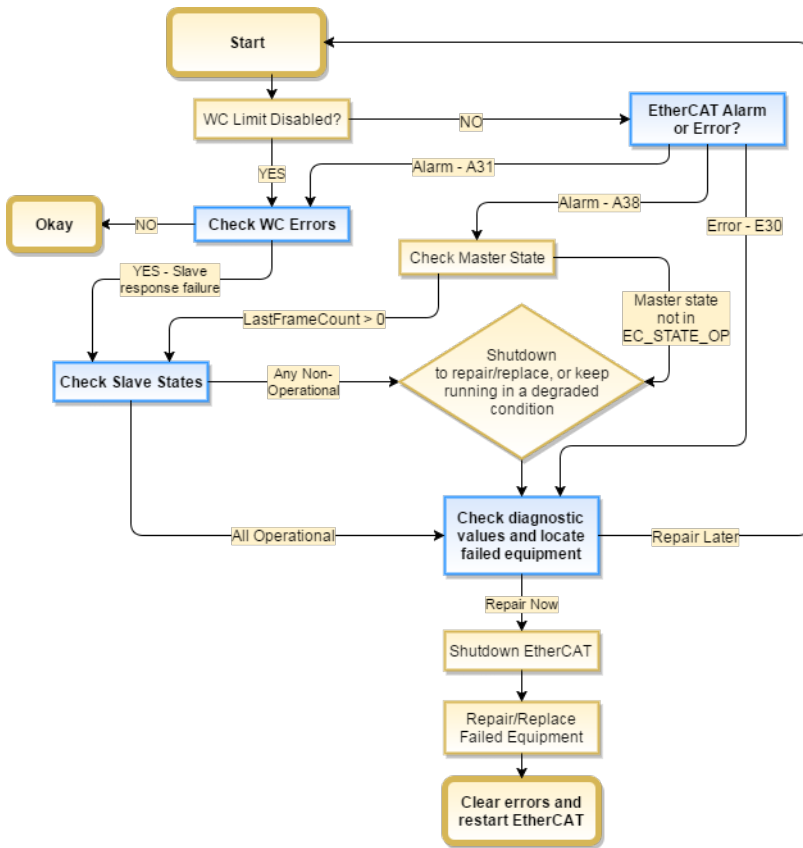 Start
WC Limit Disabled?
NO
EtherCAT Alarm
or Error?
YES
Alarm - A31
Alarm - A38
Error - E30
Okay
NO
Check WC Errors
Check Master State
YES - Slave
response failure
LastFrameCount > 0
Master state
not in
EC_STATE_OP
Check Slave States
Any Non-
Operational
Shutdown
to repair/replace, or keep
running in a degraded
condition
All Operational
Check diagnostic
values and locate
failed equipment
Repair Later
Repair Now
Shutdown EtherCAT
Repair/Replace
Failed Equipment
Clear errors and
restart EtherCAT